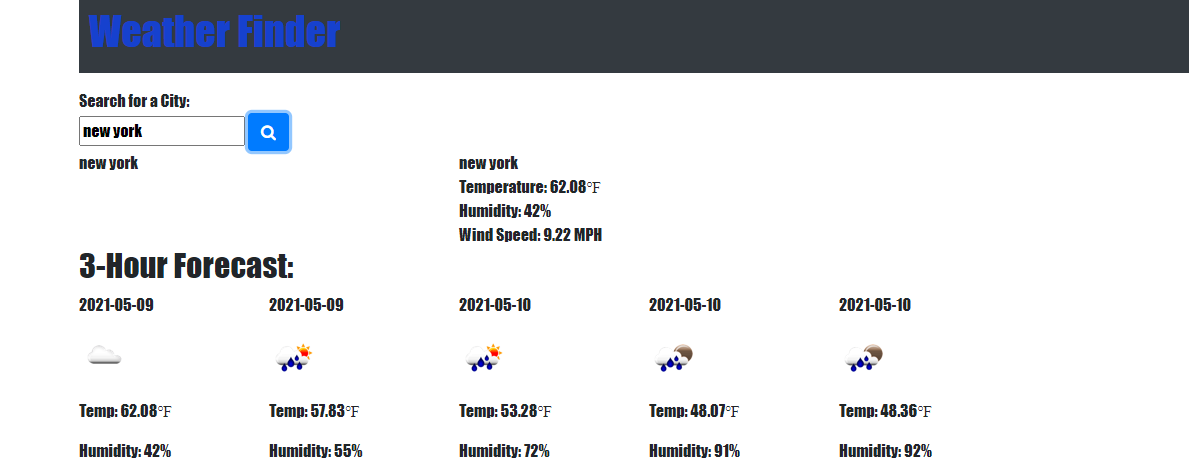 Weather Finder
Search for a City:
new york
new york
new york
Temperature: 62.08°F
Humidity: 42%
Wind Speed: 9.22 MPH
3-Hour Forecast:
2021-05-09 2021-05-09 2021-05-10 2021-05-10 2021-05-10
Temp: 62.08°F Temp: 57.83°F Temp: 53.28°F Temp: 48.07°F Temp: 48.36°F
Humidity: 42% Humidity: 55% Humidity: 72% Humidity: 91% Humidity: 92%